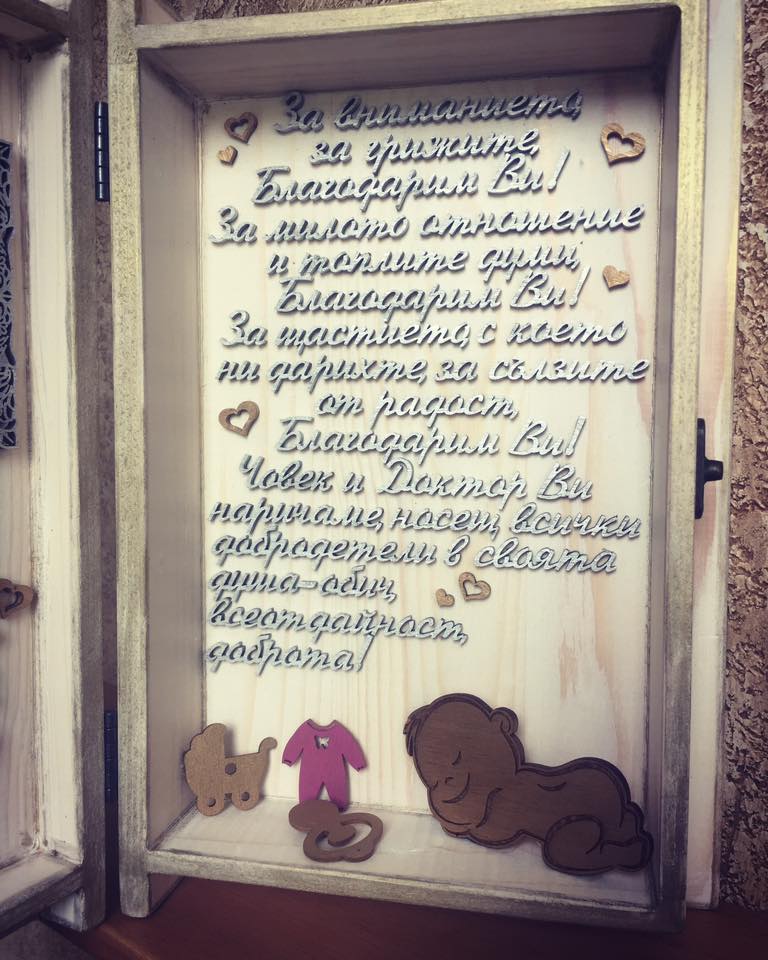 За вниманието,
за грижите,
Благодарим Ви!
За милото отношение
и топлите думи,
Благодарим Ви!
За щастието, с което
ни дарихте, за сълзите
от радост,
Благодарим Ви!
Човек и Доктор Ви
наричаме, носещ всички
добродетели в своята
душа-обич,
всеотдайност,
доброта!